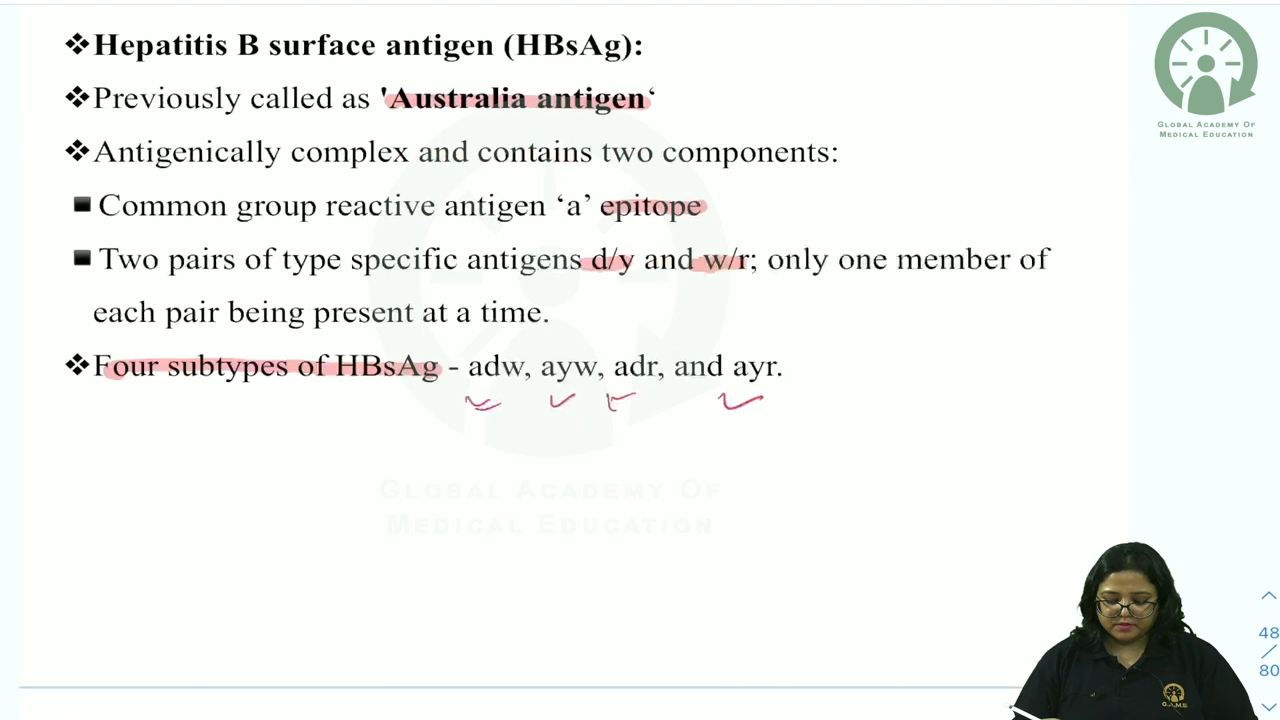 ❖Hepatitis B surface antigen (HBsAg):
❖Previously called as 'Australia antigen‘
❖Antigenically complex and contains two components:
■ Common group reactive antigen ‘a’ epitope
■ Two pairs of type specific antigens d/y and w/r; only one member of
each pair being present at a time.
❖Four subtypes of HBsAg - adw, ayw, adr, and ayr.
GLOBAL ACADEMY OF
MEDICAL EDUCATION
GLOBAL ACADEMY OF
MEDICAL EDUCATION
G.A.M.E
48
/
80